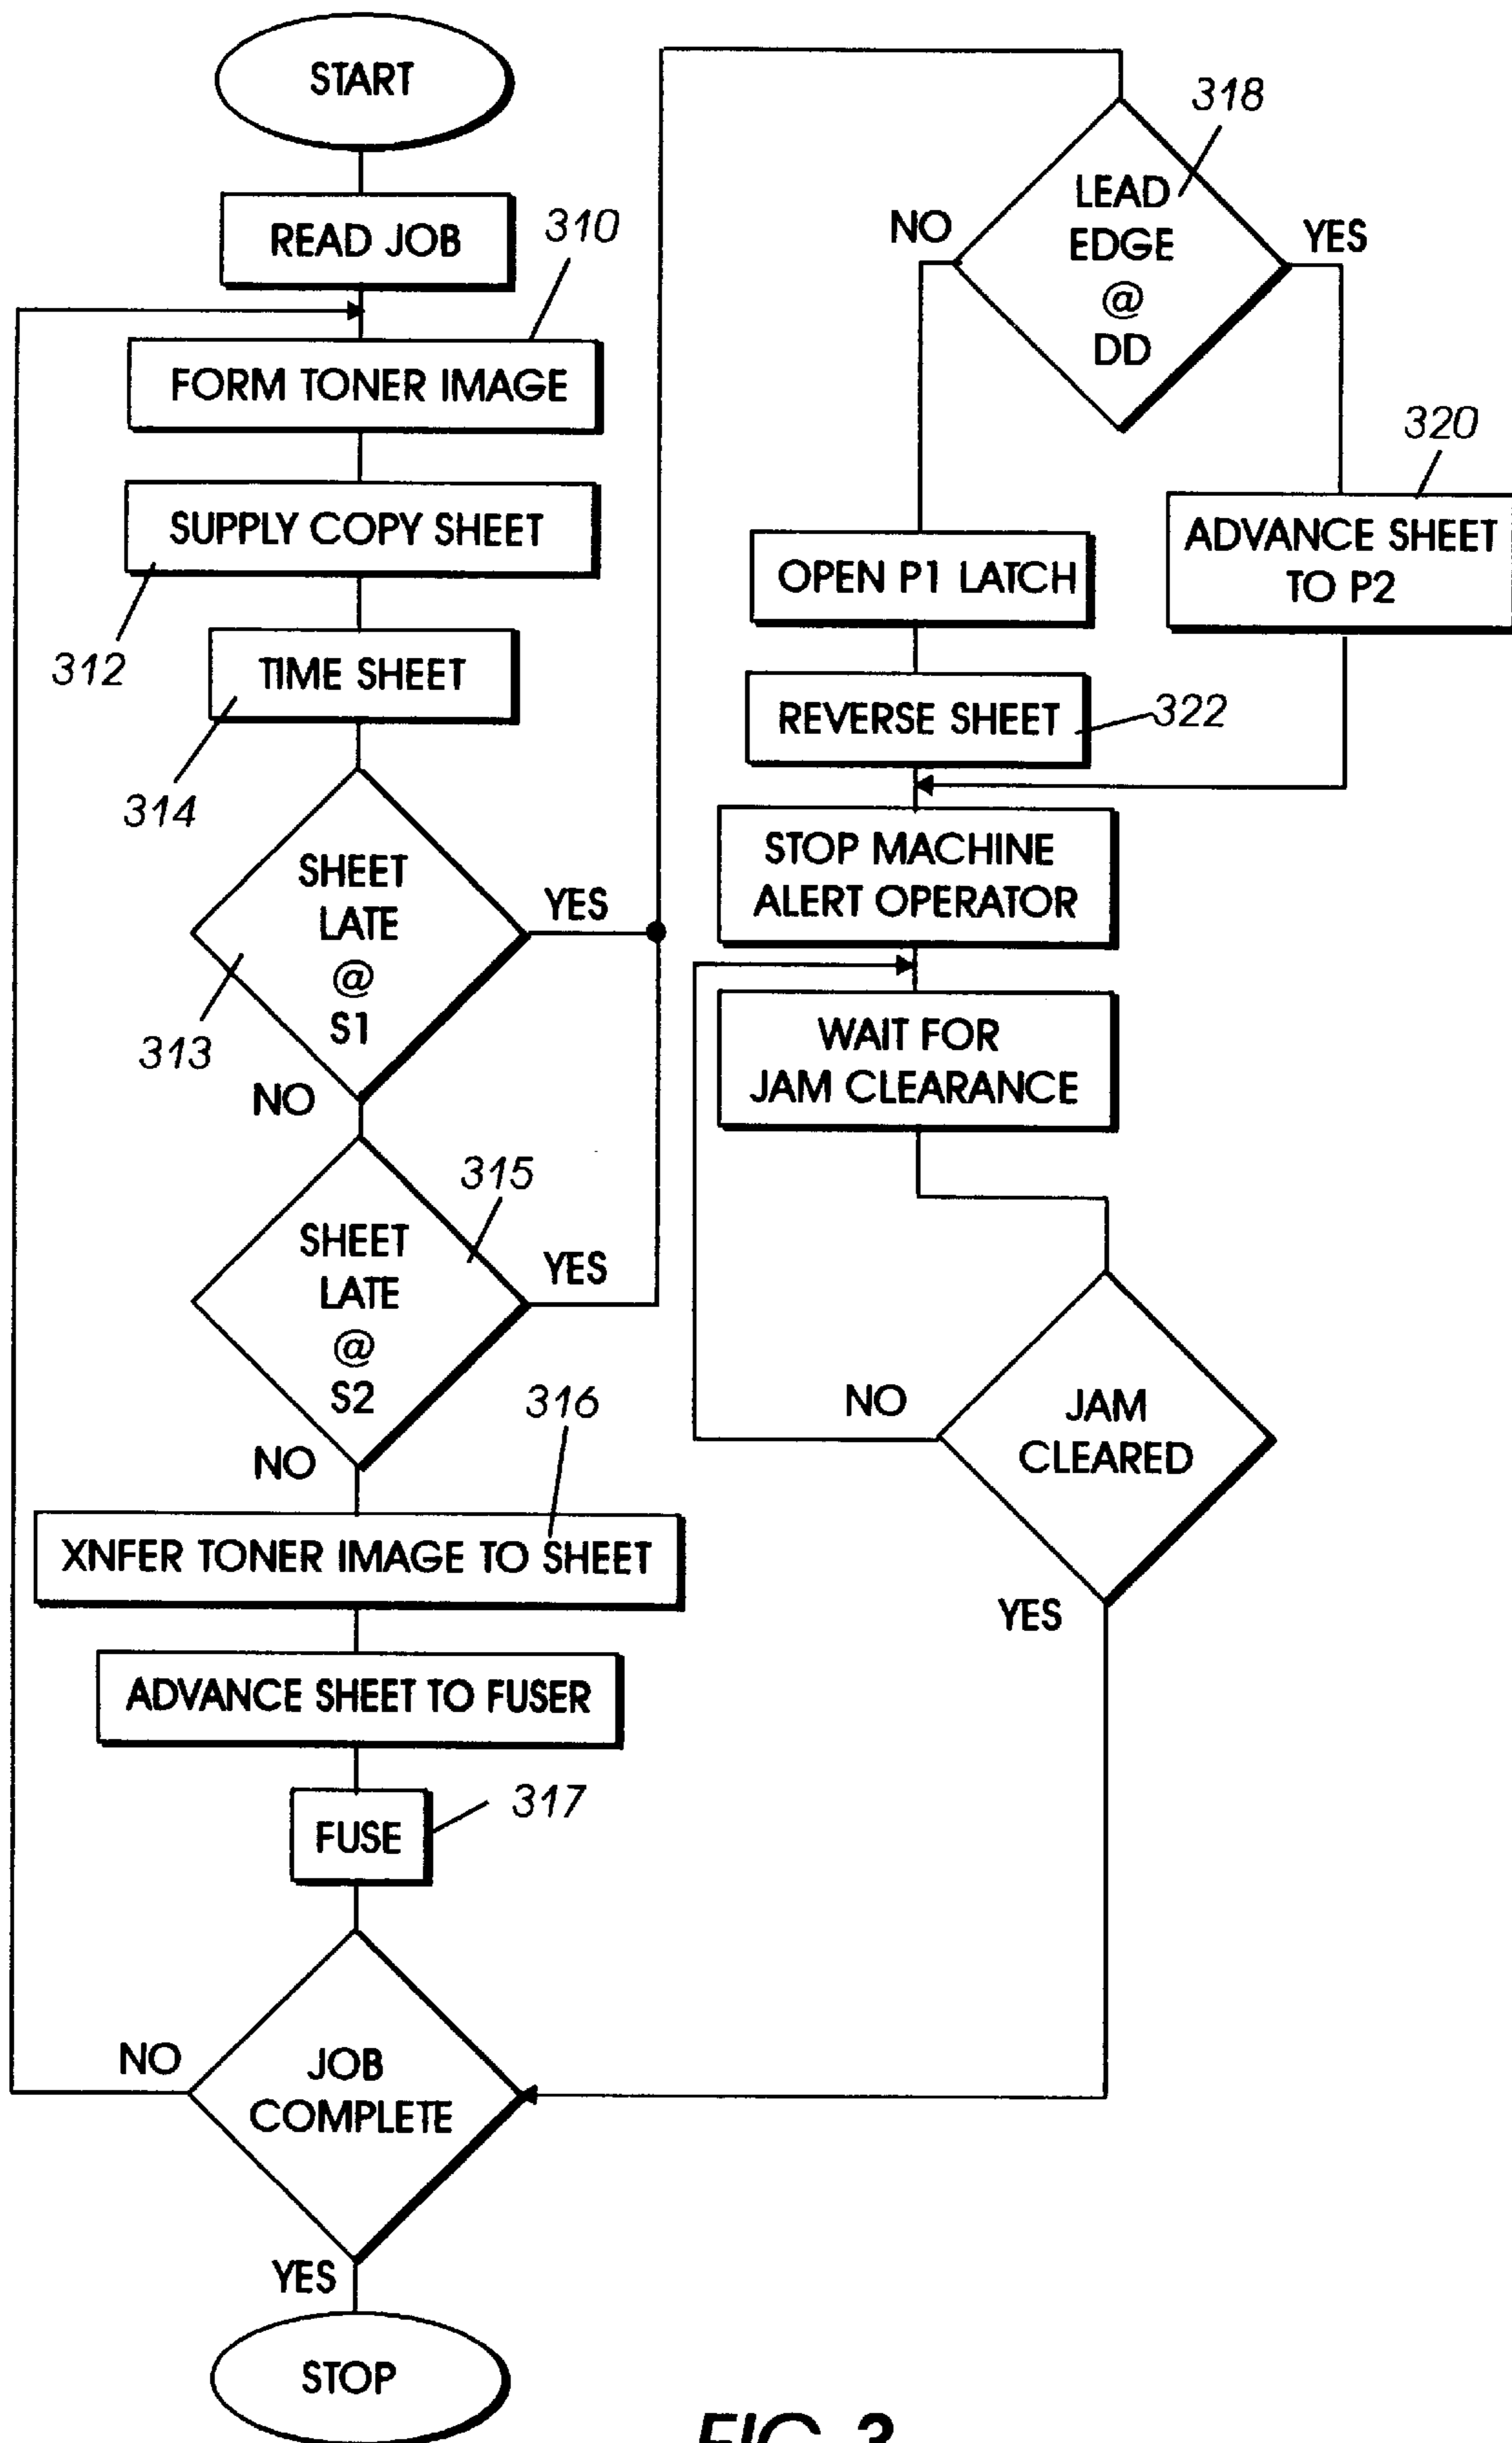 START
READ JOB
310
FORM TONER IMAGE
SUPPLY COPY SHEET
312
TIME SHEET
314
SHEET
LATE
@
S1
YES
313
NO
315
SHEET
LATE
@
S2
YES
316
NO
XNFER TONER IMAGE TO SHEET
ADVANCE SHEET TO FUSER
317
FUSE
NO
JOB
COMPLETE
YES
STOP
318
LEAD
EDGE
@
DD
NO
YES
320
ADVANCE SHEET
TO P2
OPEN P1 LATCH
REVERSE SHEET
322
STOP MACHINE
ALERT OPERATOR
WAIT FOR
JAM CLEARANCE
NO
JAM
CLEARED
YES
FIG. 3